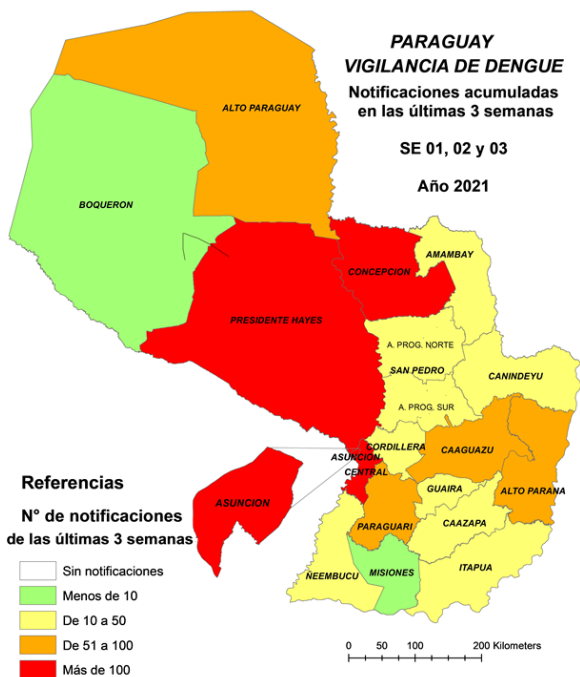 PARAGUAY
VIGILANCIA DE DENGUE
Notificaciones acumuladas
en las últimas 3 semanas
SE 01, 02 y 03
Año 2021
ALTO PARAGUAY
BOQUERON
CONCEPCION
AMAMBAY
PRESIDENTE HAYES
A. PROG. NORTE
SAN PEDRO
CANINDEYU
A. PROG. SUR
CORDILLERA
ASUNCION
CENTRAL
CAAGUAZU
ASUNCION
GUAIRA
ALTO PARANA
PARAGUARI
CAAZAPA
ÑEEMBUCU
MISIONES
ITAPUA
Referencias
N° de notificaciones
de las últimas 3 semanas
Sin notificaciones
Menos de 10
De 10 a 50
De 51 a 100
Más de 100
0 50 100 200 Kilometers